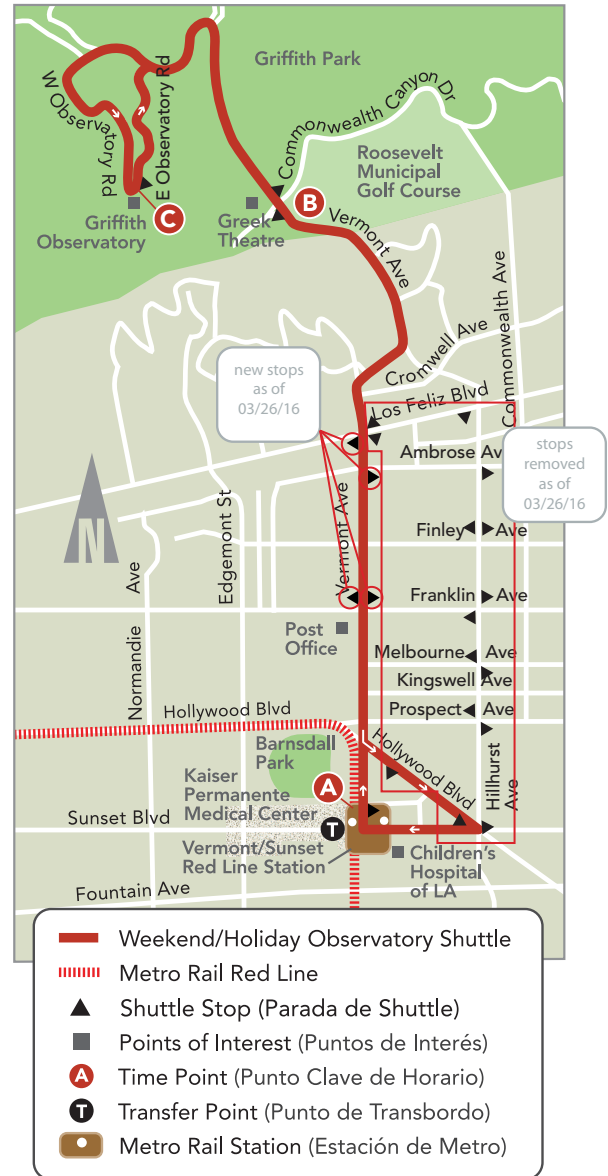 Griffith Park
Commonwealth Canyon Dr
W Observatory Rd
E Observatory Rd
Roosevelt
Municipal
Golf Course
C
B
Griffith
Observatory
Greek
Theatre
Vermont Ave
Commonwealth Ave
Cromwell Ave
new stops
as of
03/26/16
Los Feliz Blvd
Ambrose Av
stops
removed
as of
03/26/16
N
Edgemont St
Vermont Ave
Finley Ave
Normandie Ave
Franklin Ave
Post
Office
Melbourne Ave
Kingswell Ave
Hollywood Blvd
Prospect Ave
Barnsdall
Park
Hollywood Blvd
Hillhurst Ave
Kaiser
Permanente
Medical Center
A
Sunset Blvd
T
Vermont/Sunset
Red Line Station
Children's
Hospital
of LA
Fountain Ave
Weekend/Holiday Observatory Shuttle
Metro Rail Red Line
Shuttle Stop (Parada de Shuttle)
Points of Interest (Puntos de Interés)
A Time Point (Punto Clave de Horario)
T Transfer Point (Punto de Transbordo)
Metro Rail Station (Estación de Metro)